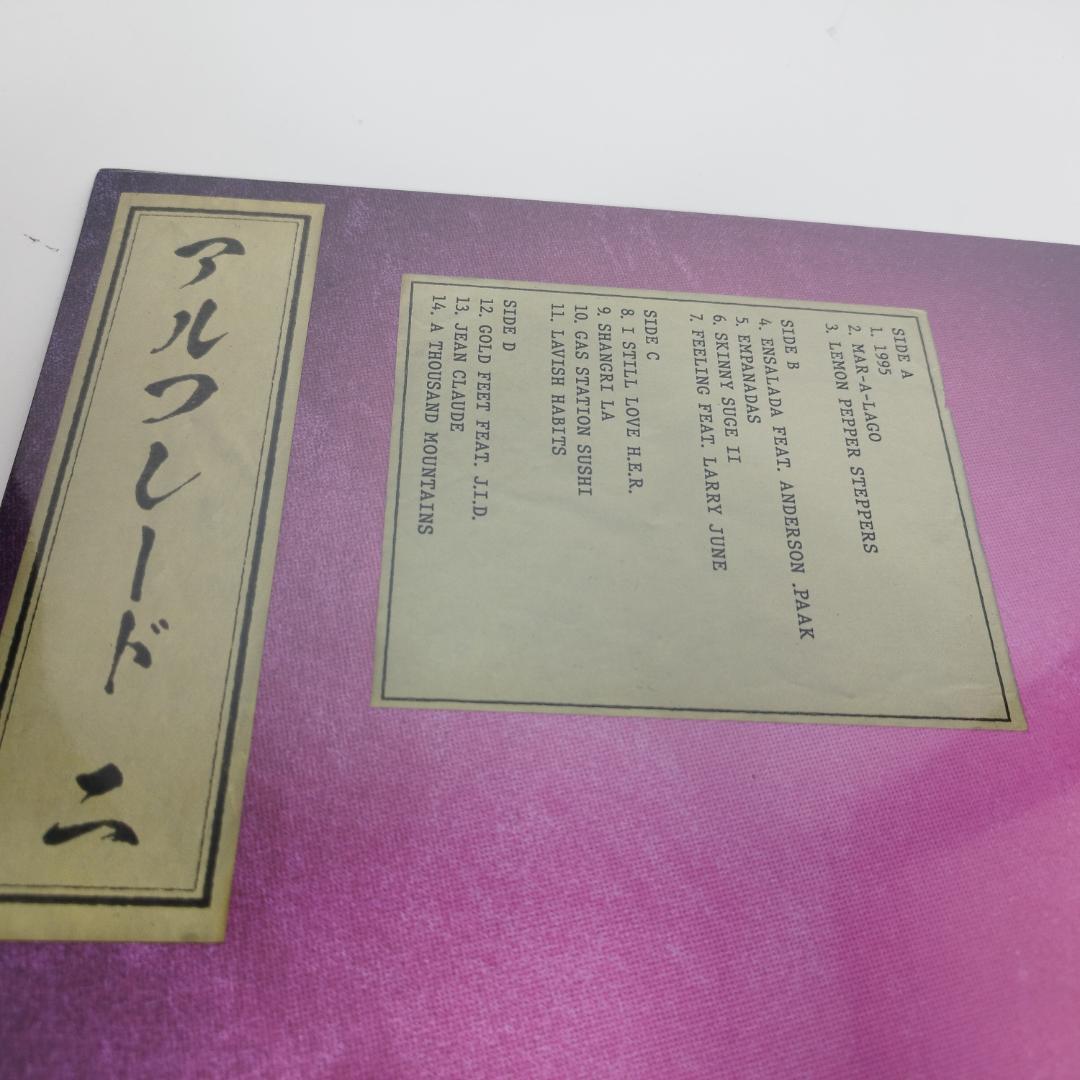 アルフレード 二
SIDE A
1. 1995
2. MAR-A-LAGO
3. LEMON PEPPER STEPPERS
SIDE B
4. ENSALADA FEAT. ANDERSON .PAAK
5. EMPANADAS
6. SKINNY SUGE II
7. FEELING FEAT. LARRY JUNE
SIDE C
8. I STILL LOVE H.E.R.
9. SHANGRI LA
10. GAS STATION SUSHI
11. LAVISH HABITS
SIDE D
12. GOLD FEET FEAT. J.I.D.
13. JEAN CLAUDE
14. A THOUSAND MOUNTAINS